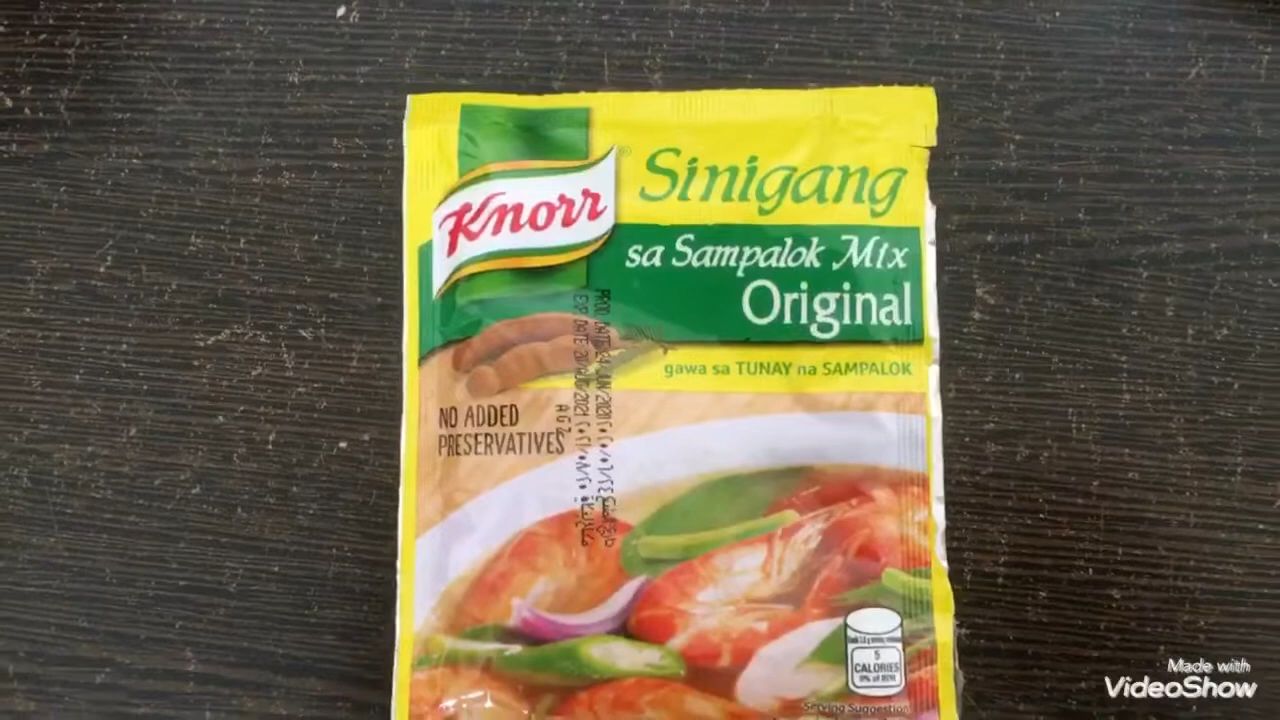 Knorr
®
Sinigang
sa Sampalok Mix
Original
gawa sa TUNAY na SAMPALOK
NO ADDED
PRESERVATIVES
5
CALORIES
Serving Suggestion
Made with
VideoShow